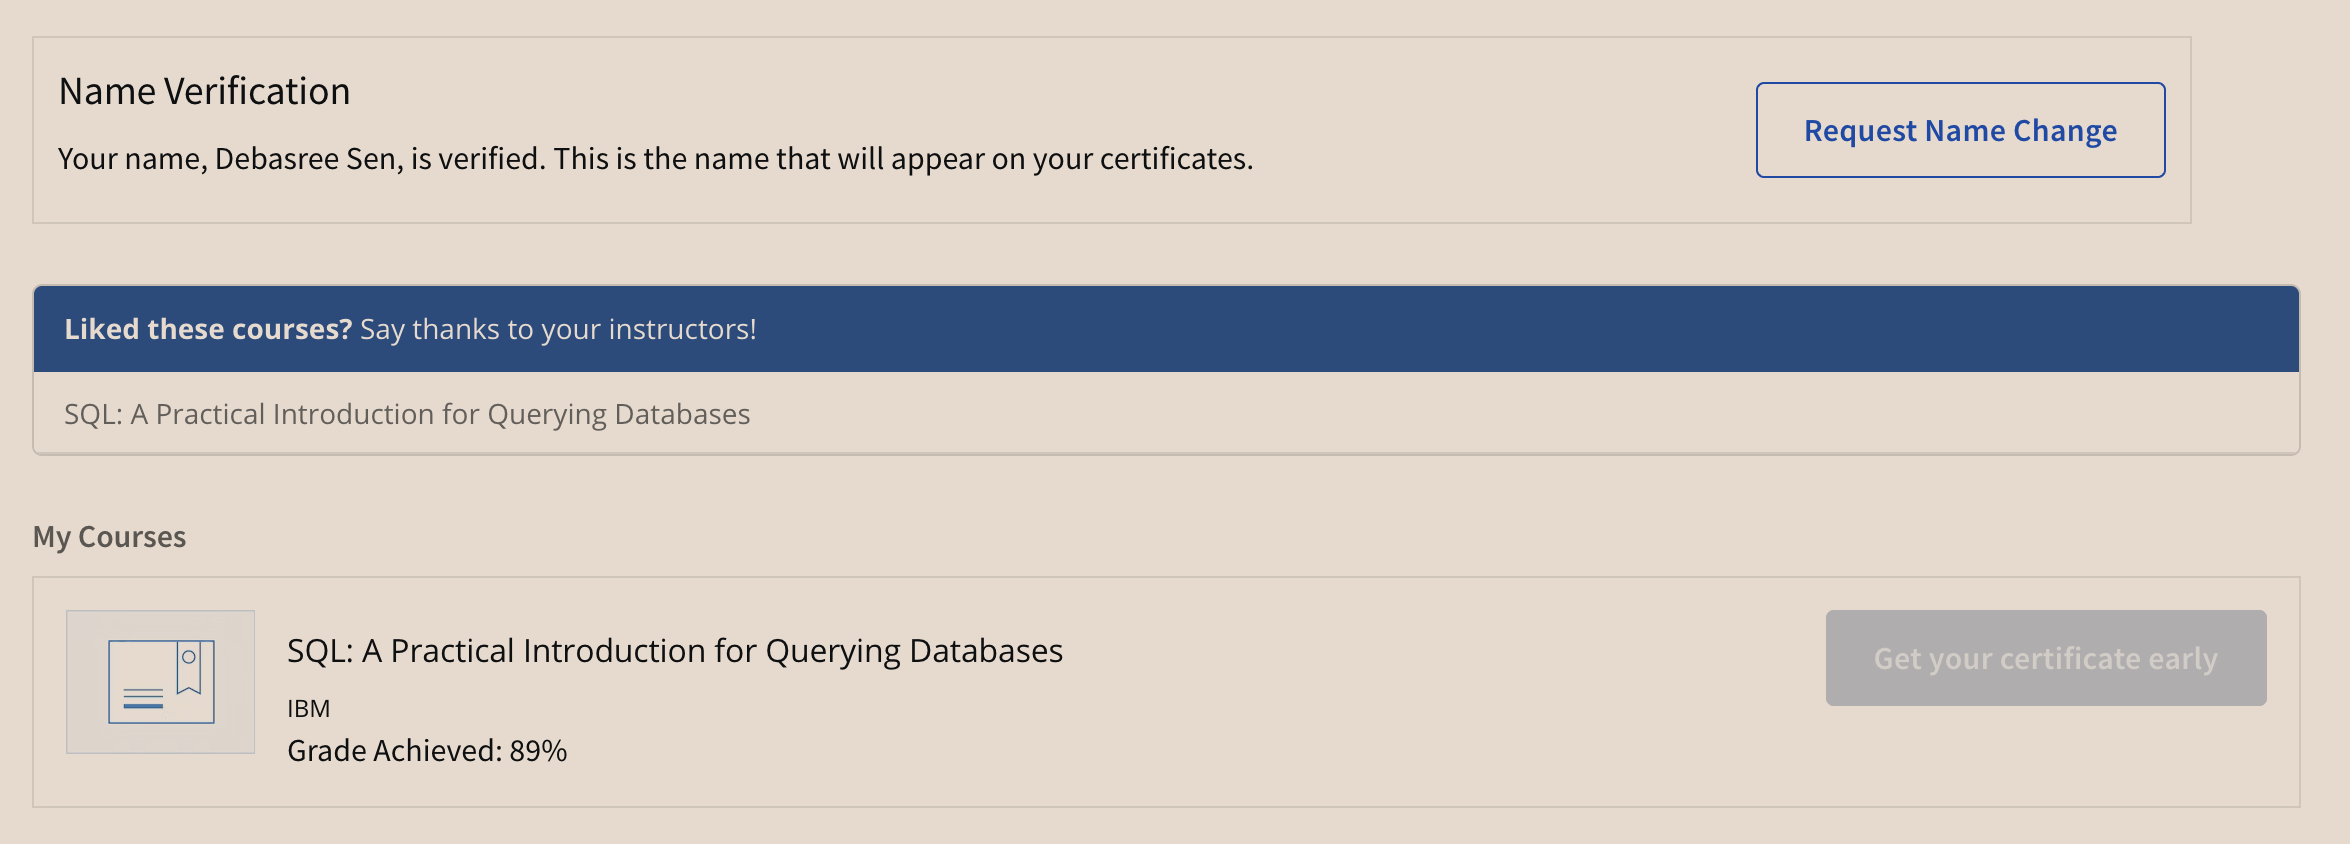 Name Verification
Your name, Debasree Sen, is verified. This is the name that will appear on your certificates.
Request Name Change
Liked these courses? Say thanks to your instructors!
SQL: A Practical Introduction for Querying Databases
My Courses
SQL: A Practical Introduction for Querying Databases
IBM
Grade Achieved: 89%
Get your certificate early